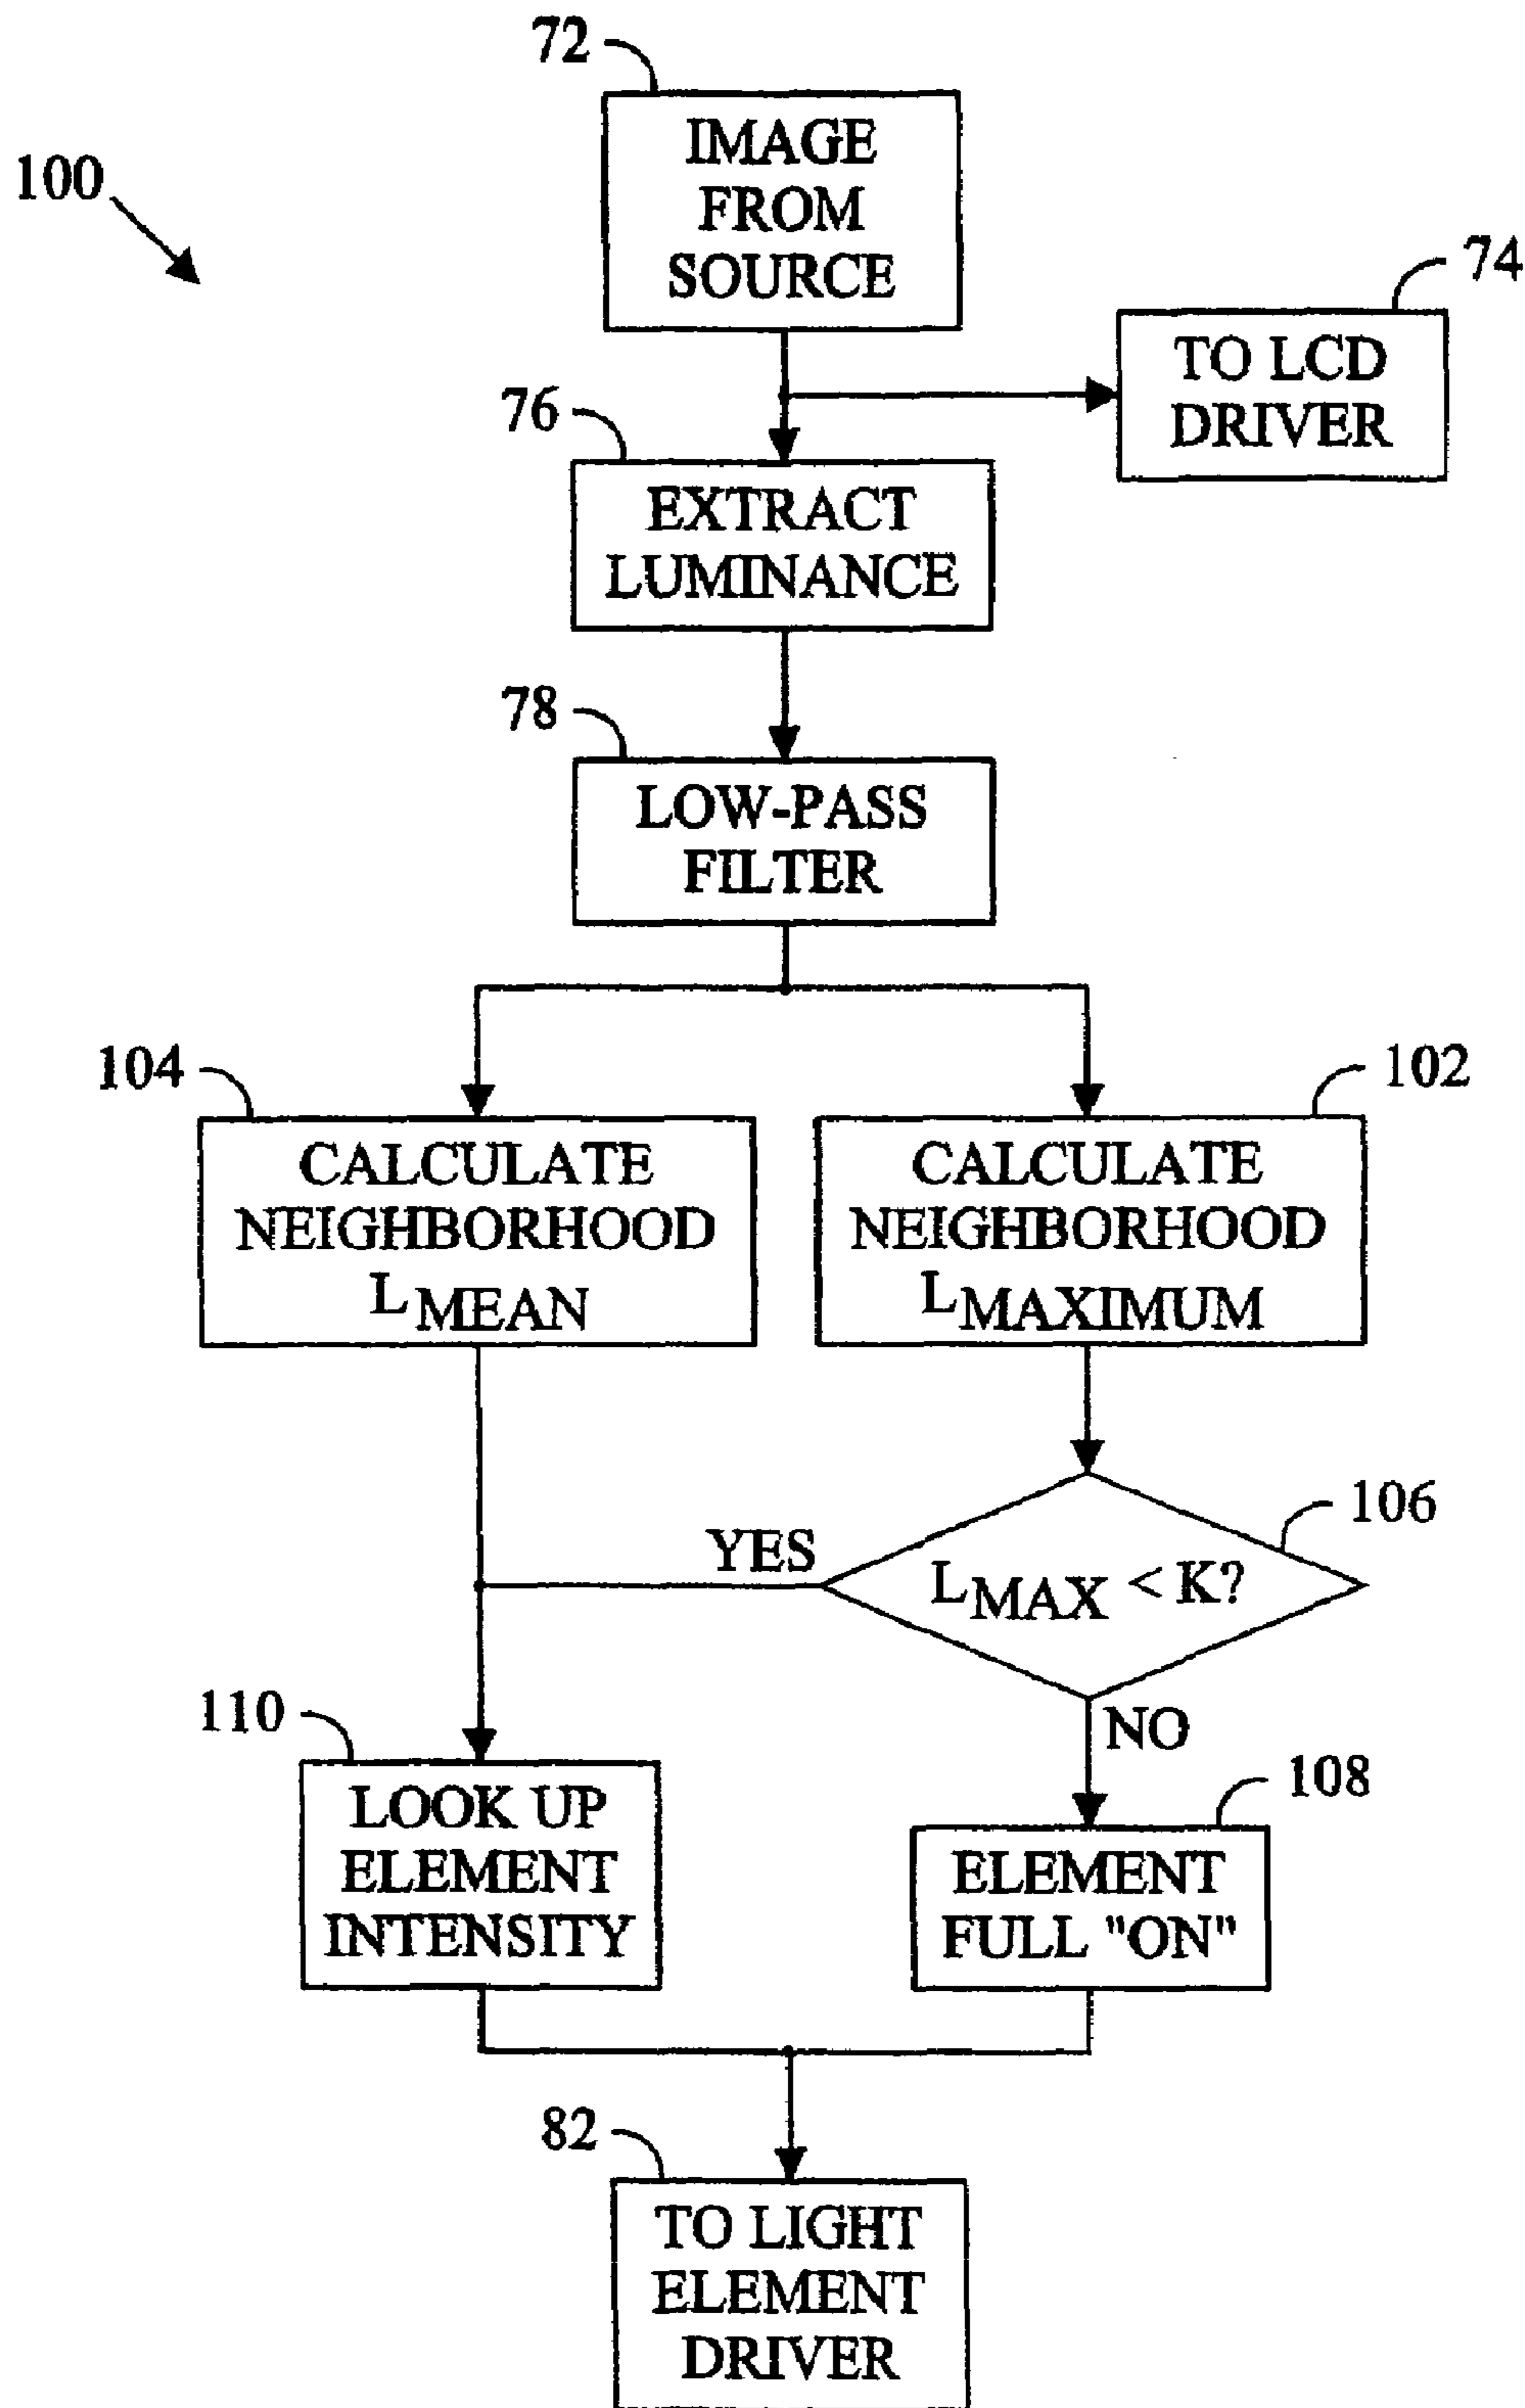 72
IMAGE
FROM
SOURCE
100
74
TO LCD
DRIVER
76
EXTRACT
LUMINANCE
78
LOW-PASS
FILTER
104
CALCULATE
NEIGHBORHOOD
LMEAN
102
CALCULATE
NEIGHBORHOOD
LMAXIMUM
106
YES
LMAX < K?
NO
110
LOOK UP
ELEMENT
INTENSITY
108
ELEMENT
FULL "ON"
82
TO LIGHT
ELEMENT
DRIVER